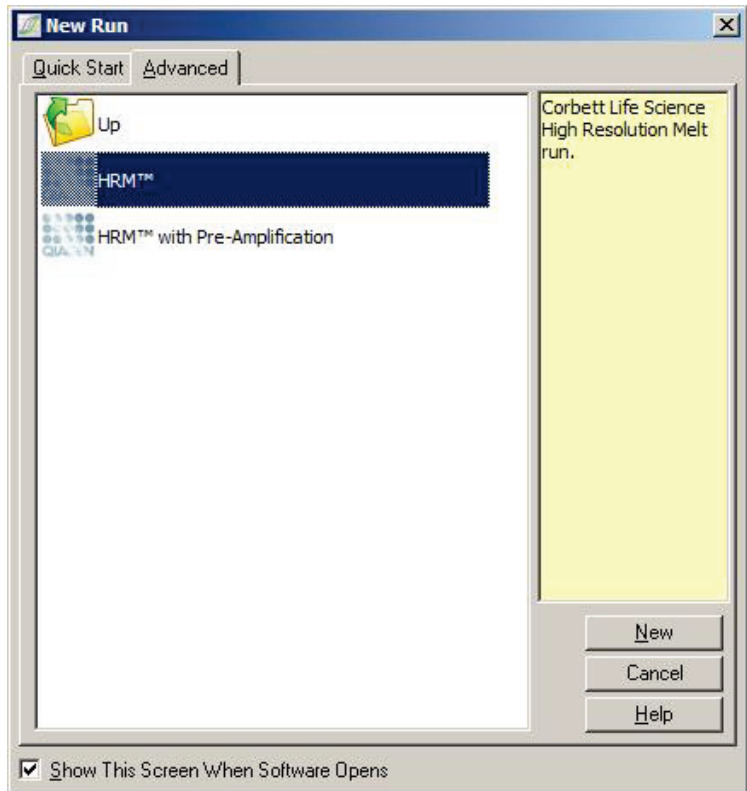 New Run
Quick Start
Advanced
Up
HRM™
HRM™ with Pre-Amplification
QIAGEN
Corbett Life Science
High Resolution Melt
run.
New
Cancel
Help
Show This Screen When Software Opens